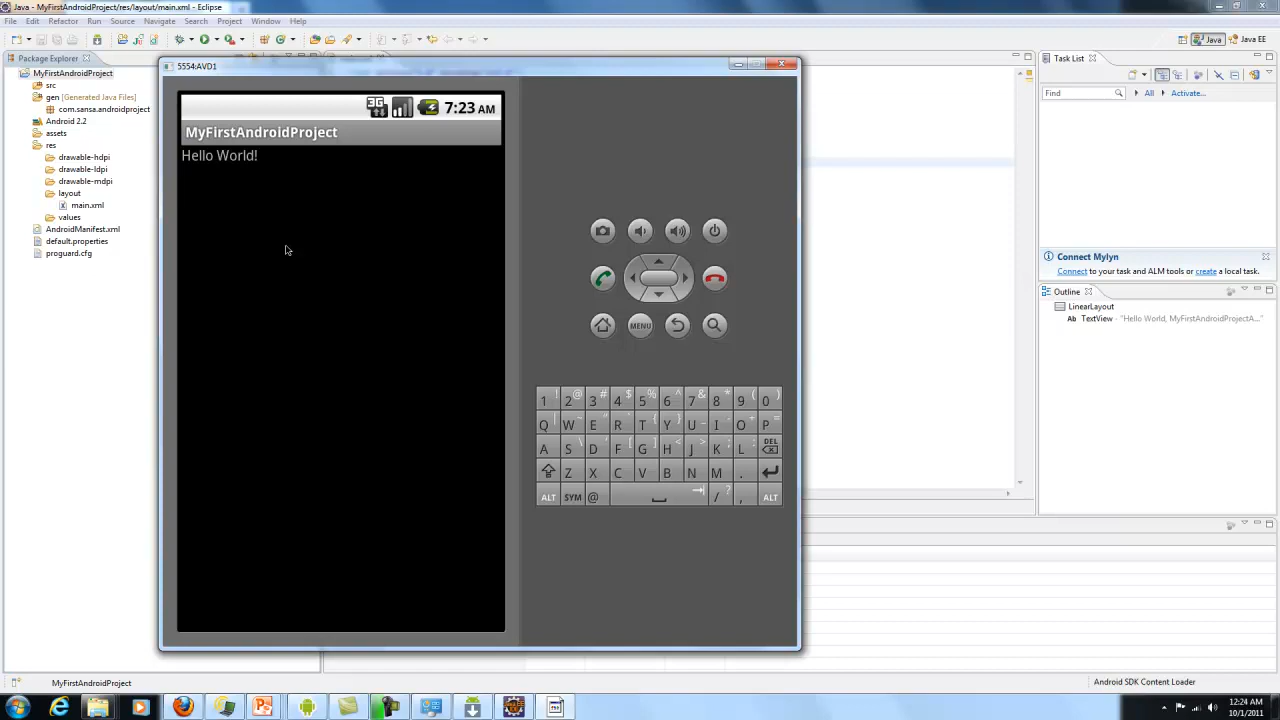 Java - MyFirstAndroidProject/res/layout/main.xml - Eclipse
File Edit Refactor Run Source Navigate Search Project Window Help
Java Java EE
Package Explorer
MyFirstAndroidProject
src
gen [Generated Java Files]
com.sansa.androidproject
Android 2.2
assets
res
drawable-hdpi
drawable-ldpi
drawable-mdpi
layout
main.xml
values
AndroidManifest.xml
default.properties
proguard.cfg
5554:AVD1
3G 7:23 AM
MyFirstAndroidProject
Hello World!
MENU
1 ! 2 @ 3 # 4 $ 5 % 6 ^ 7 & 8 * 9 ( 0 )
Q | W ~ E " R ` T { Y } U _ I - O + P =
A S \ D ' F [ G ] H < J > K ; L : DEL
Z X C V B N M .
ALT SYM @ / ? , ALT
Task List
Find All Activate...
Connect Mylyn
Connect to your task and ALM tools or create a local task.
Outline
LinearLayout
Ab TextView - "Hello World, MyFirstAndroidProjectA..."
MyFirstAndroidProject
Android SDK Content Loader
12:24 AM
10/1/2011